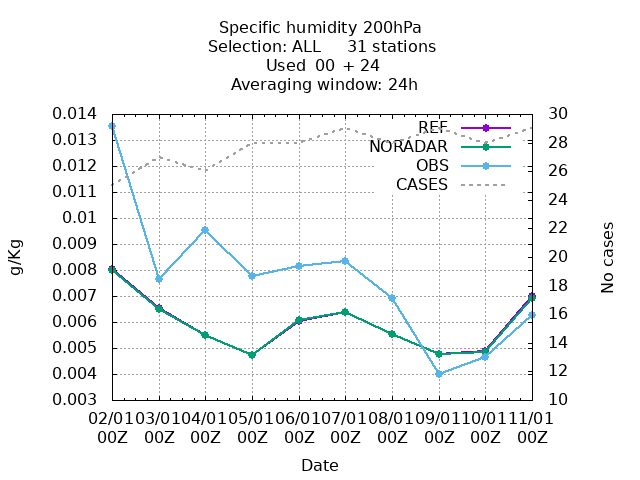 Specific humidity 200hPa
Selection: ALL 31 stations
Used 00 + 24
Averaging window: 24h
0.014
0.013
0.012
0.011
0.01
0.009
0.008
0.007
0.006
0.005
0.004
0.003
g/Kg
30
28
26
24
22
20
18
16
14
12
10
No cases
REF
NORADAR
OBS
CASES
02/01 03/01 04/01 05/01 06/01 07/01 08/01 09/01 10/01 11/01
00Z 00Z 00Z 00Z 00Z 00Z 00Z 00Z 00Z 00Z
Date